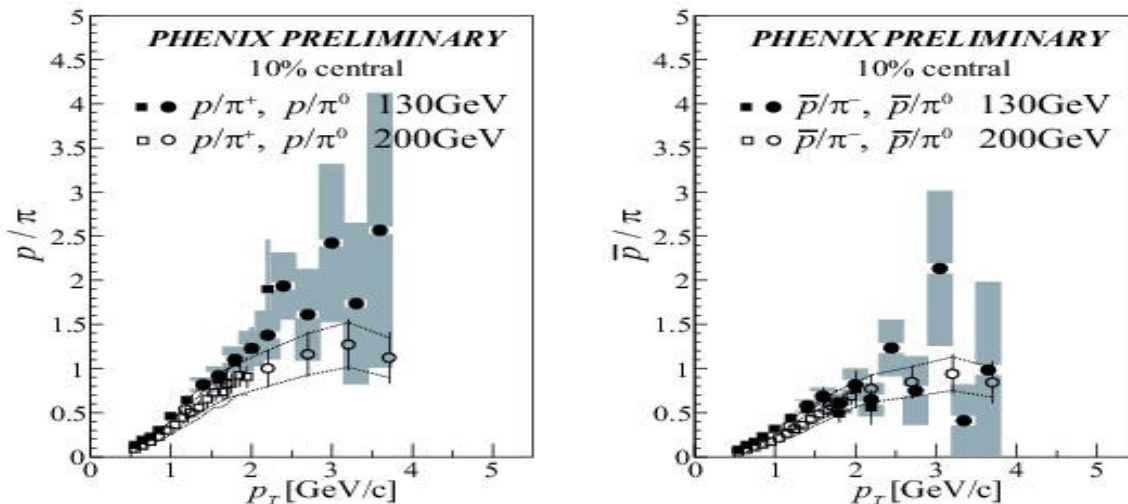 PHENIX PRELIMINARY
10% central
p/π⁺, p/π⁰ 130GeV
p/π⁺, p/π⁰ 200GeV
5
4.5
4
3.5
3
2.5
2
1.5
1
0.5
0
p/π
0 1 2 3 4 5
p_T [GeV/c]
PHENIX PRELIMINARY
10% central
p̅/π⁻, p̅/π⁰ 130GeV
p̅/π⁻, p̅/π⁰ 200GeV
5
4.5
4
3.5
3
2.5
2
1.5
1
0.5
0
p̅/π
0 1 2 3 4 5
p_T [GeV/c]